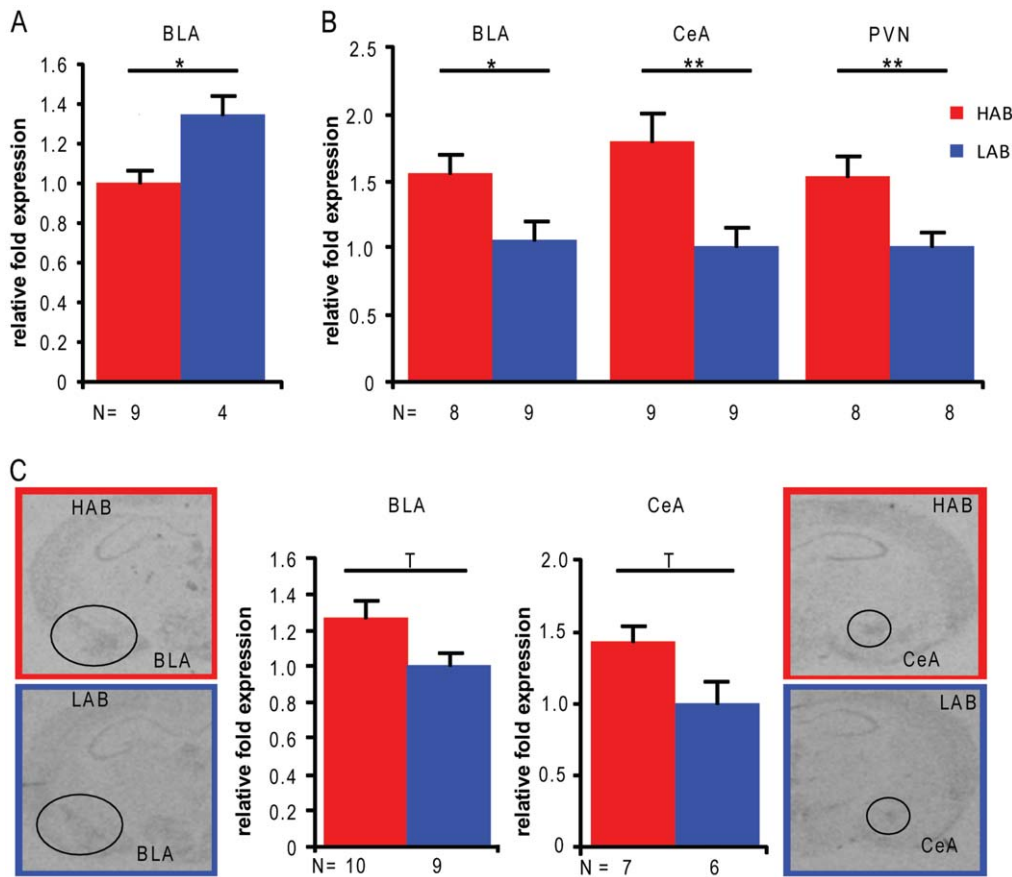 A
BLA
*
relative fold expression
1.6
1.4
1.2
1.0
0.8
0.6
0.4
0.2
0
N= 9 4
B
BLA CeA PVN
* ** **
relative fold expression
2.5
2.0
1.5
1.0
0.5
0
HAB
LAB
N= 8 9 9 9 8 8
C
HAB
BLA
LAB
BLA
BLA
T
relative fold expression
1.6
1.4
1.2
1.0
0.8
0.6
0.4
0.2
0
N= 10 9
CeA
T
relative fold expression
2.0
1.5
1.0
0.5
0
N= 7 6
HAB
CeA
LAB
CeA